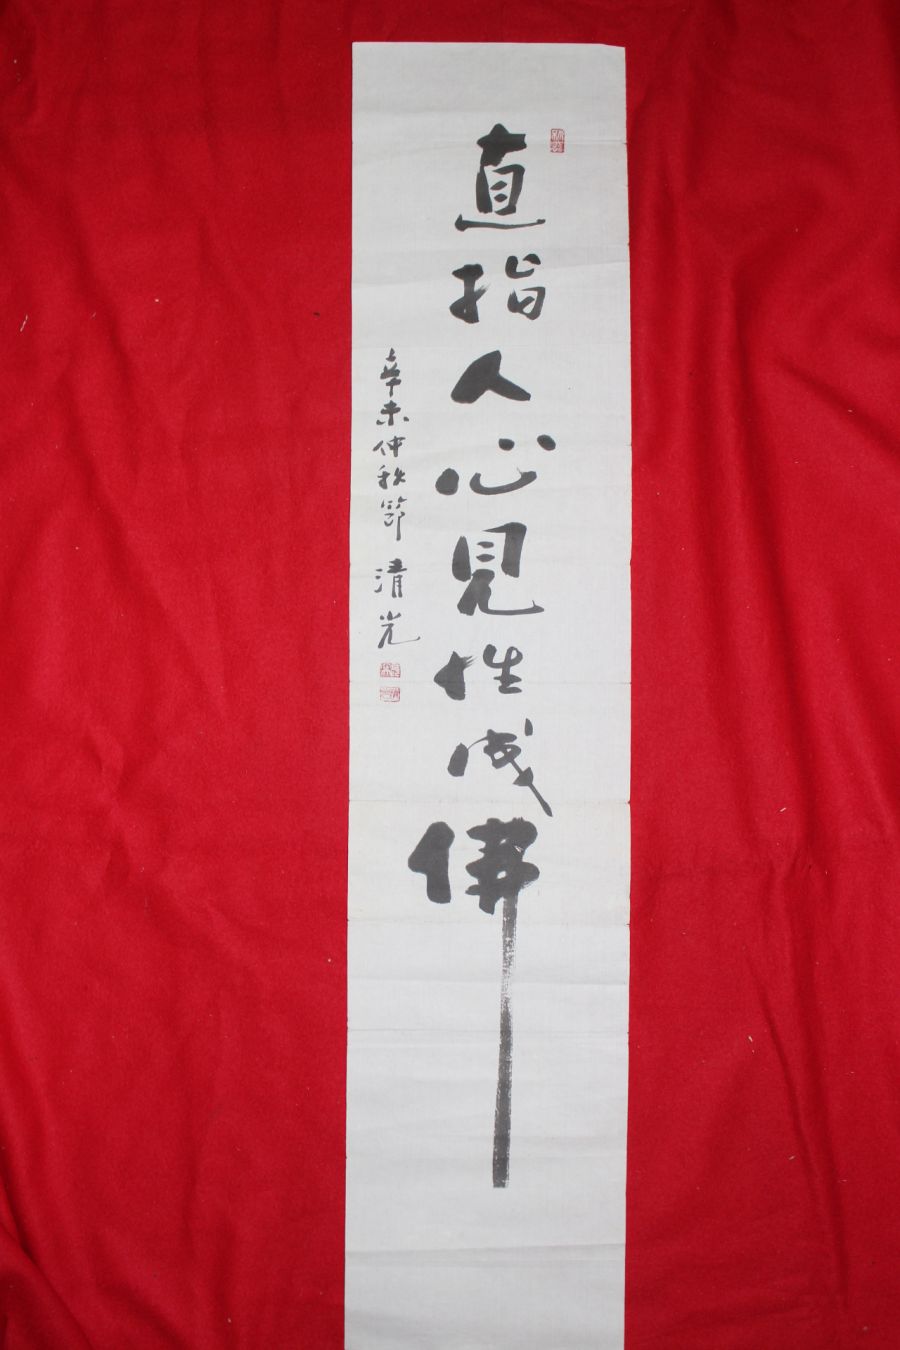 直指人心見性成佛
辛未仲秋節 清光